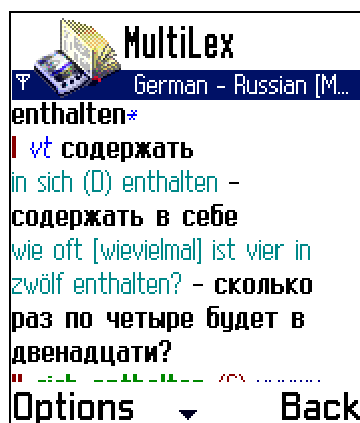 MultiLex
German - Russian [M...
enthalten*
I vt содержать
in sich (D) enthalten -
содержать в себе
wie oft [wievielmal] ist vier in
zwölf enthalten? - сколько
раз по четыре будет в
двенадцати?
Options
Back